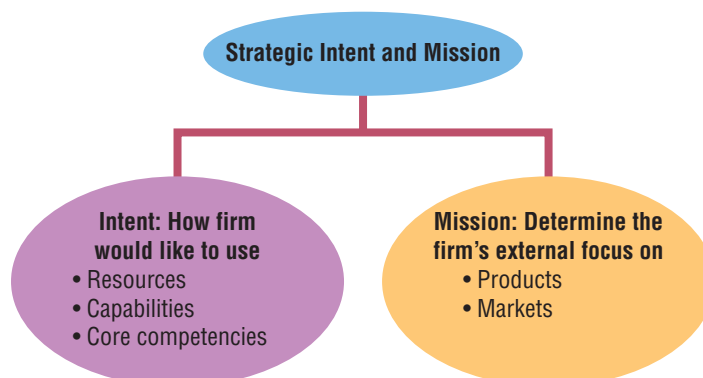 Strategic Intent and Mission
Intent: How firm
would like to use
• Resources
• Capabilities
• Core competencies
Mission: Determine the
firm’s external focus on
• Products
• Markets